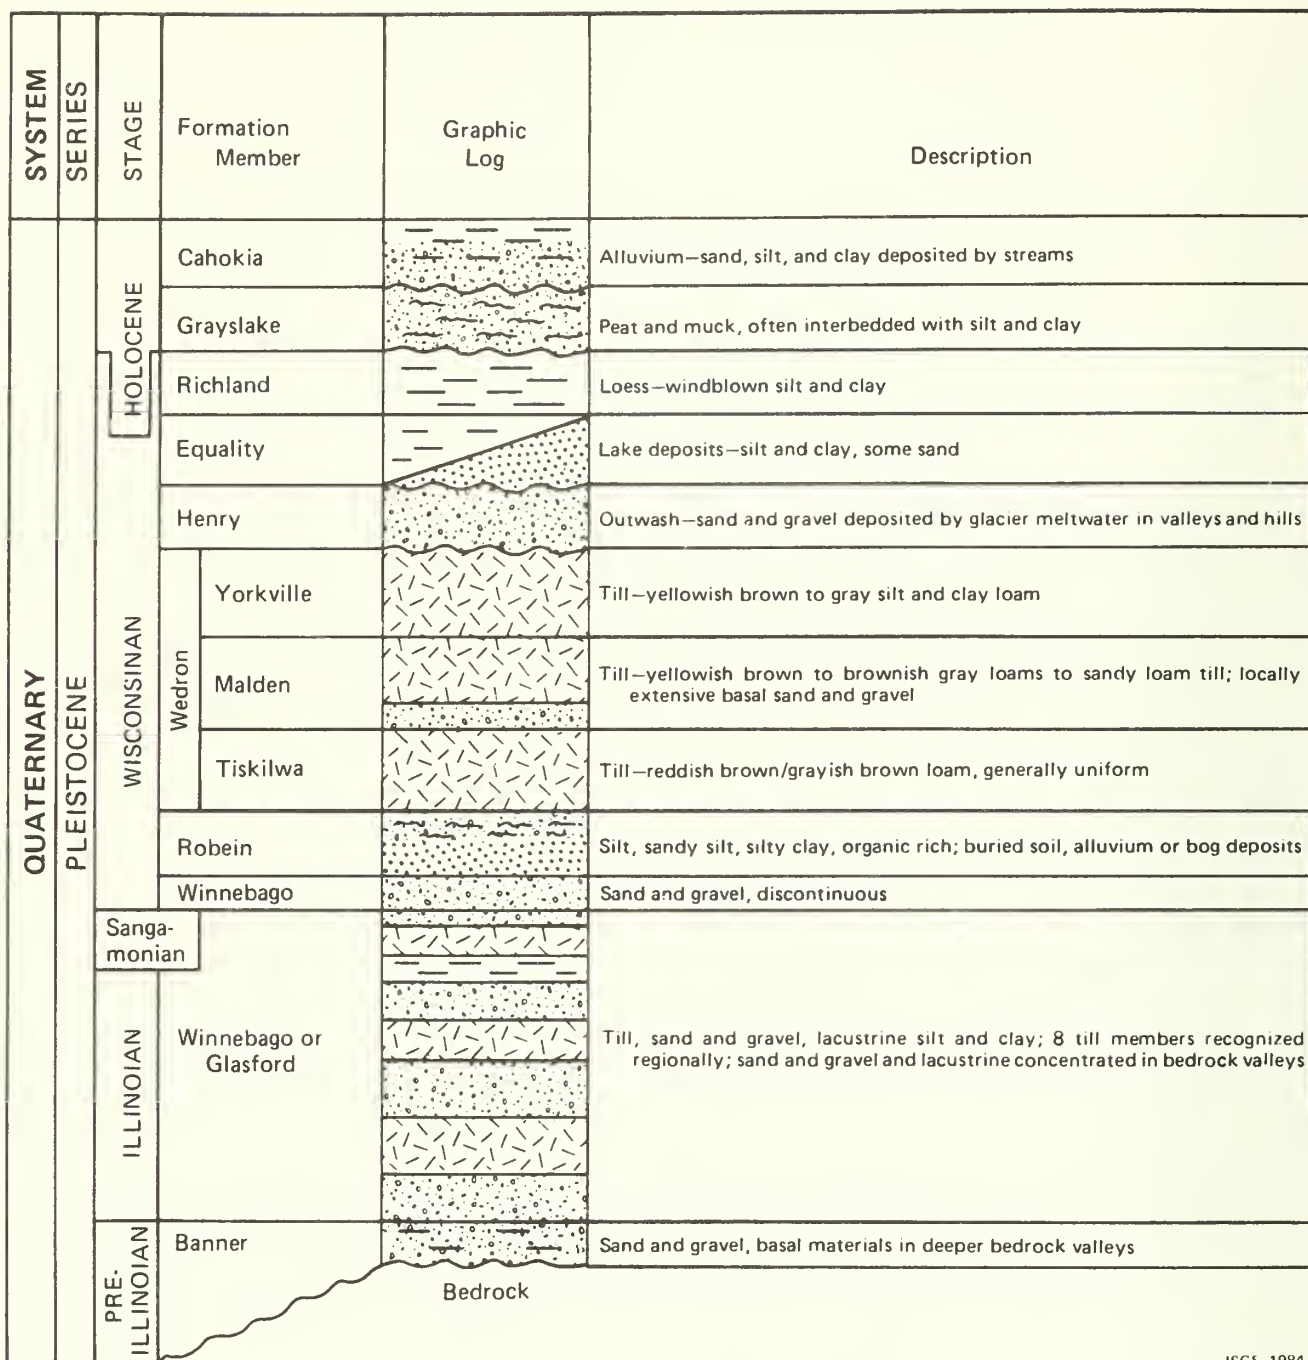 SYSTEM
SERIES
STAGE
Formation
Member
Graphic
Log
Description
QUATERNARY
PLEISTOCENE
HOLOCENE
WISCONSINAN
Cahokia
Alluvium—sand, silt, and clay deposited by streams
Grayslake
Peat and muck, often interbedded with silt and clay
Richland
Loess—windblown silt and clay
Equality
Lake deposits—silt and clay, some sand
Henry
Outwash—sand and gravel deposited by glacier meltwater in valleys and hills
Wedron
Yorkville
Till—yellowish brown to gray silt and clay loam
Malden
Till—yellowish brown to brownish gray loams to sandy loam till; locally
extensive basal sand and gravel
Tiskilwa
Till—reddish brown/grayish brown loam, generally uniform
Robein
Silt, sandy silt, silty clay, organic rich; buried soil, alluvium or bog deposits
Winnebago
Sand and gravel, discontinuous
Sanga-
monian
ILLINOIAN
Winnebago or
Glasford
Till, sand and gravel, lacustrine silt and clay; 8 till members recognized
regionally; sand and gravel and lacustrine concentrated in bedrock valleys
PRE-
ILLINOIAN
Banner
Sand and gravel, basal materials in deeper bedrock valleys
Bedrock
ISGS 1984